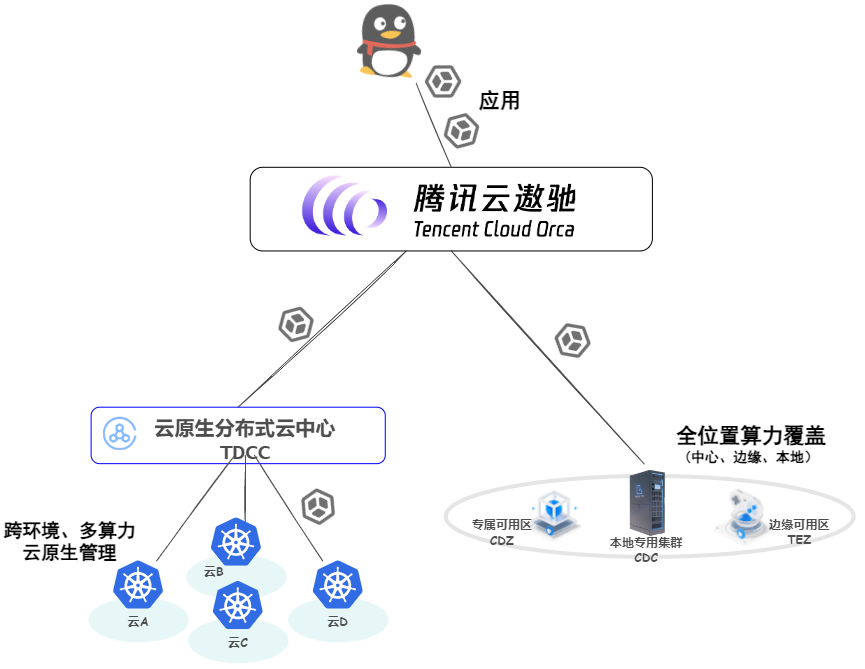 应用
腾讯云遨驰
Tencent Cloud Orca
云原生分布式云中心
TDCC
全位置算力覆盖
(中心、边缘、本地)
专属可用区
CDZ
本地专用集群
CDC
边缘可用区
TEZ
跨环境、多算力
云原生管理
云A
云B
云C
云D